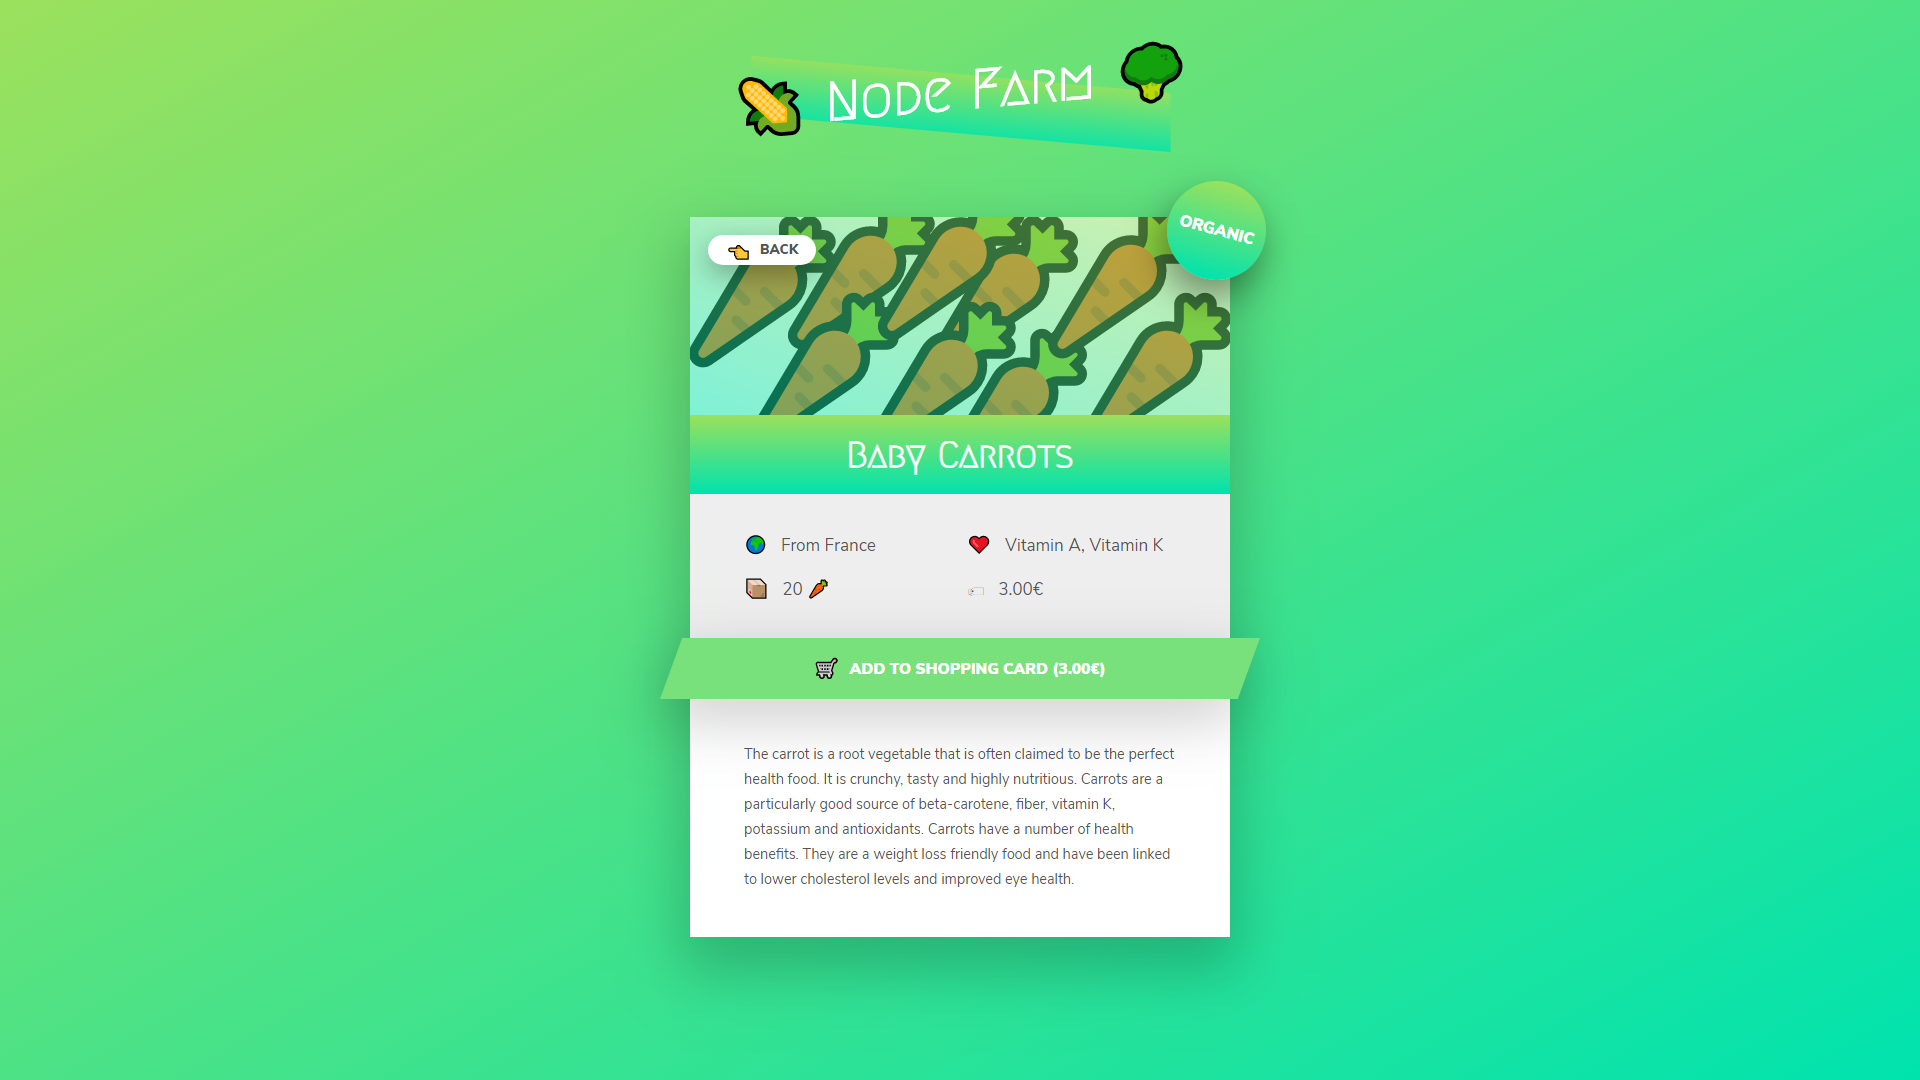 Node Farm
ORGANIC
BACK
Baby Carrots
From France
Vitamin A, Vitamin K
20
3.00€
ADD TO SHOPPING CARD (3.00€)
The carrot is a root vegetable that is often claimed to be the perfect
health food. It is crunchy, tasty and highly nutritious. Carrots are a
particularly good source of beta-carotene, fiber, vitamin K,
potassium and antioxidants. Carrots have a number of health
benefits. They are a weight loss friendly food and have been linked
to lower cholesterol levels and improved eye health.